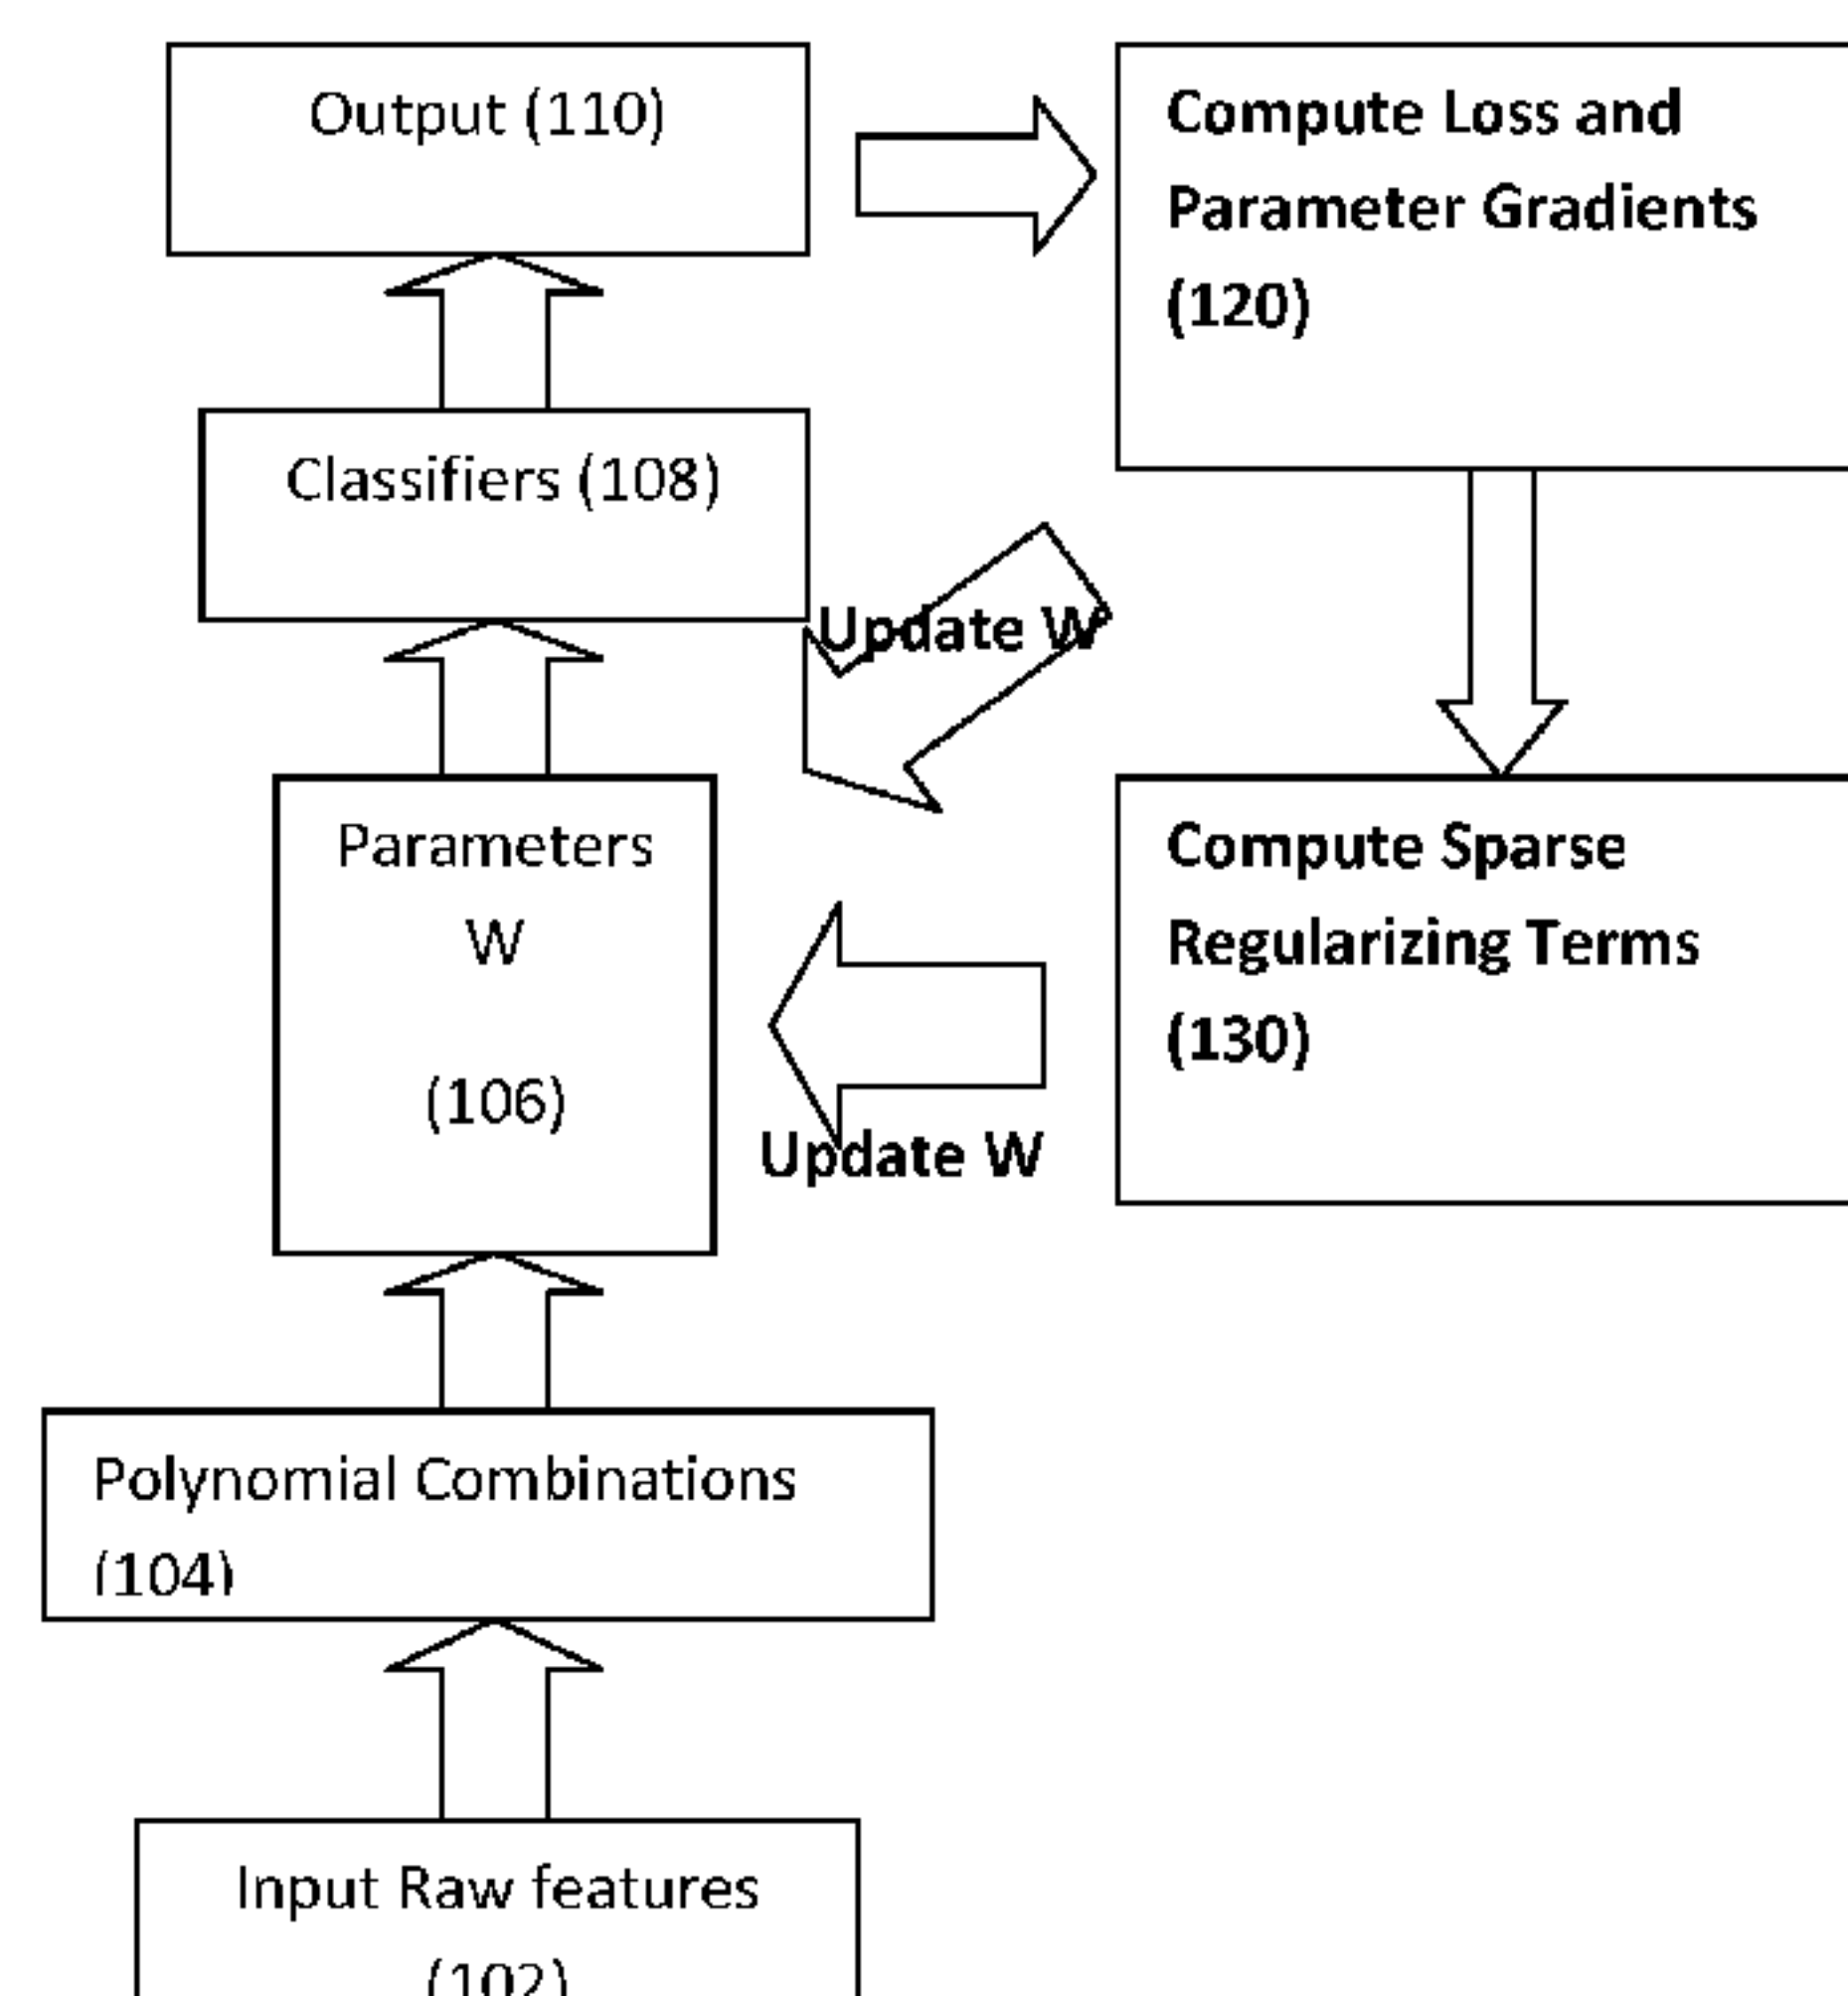 Output (110)
Compute Loss and
Parameter Gradients
(120)
Classifiers (108)
Update W
Parameters
W
(106)
Compute Sparse
Regularizing Terms
(130)
Update W
Polynomial Combinations
(104)
Input Raw features
(102)